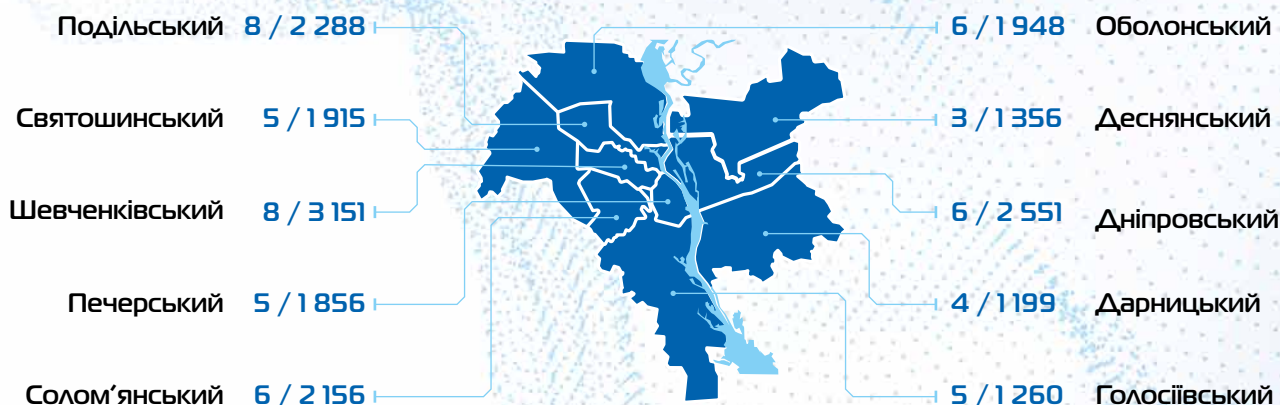 Подільський 8 / 2 288
Святошинський 5 / 1 915
Шевченківський 8 / 3 151
Печерський 5 / 1 856
Солом’янський 6 / 2 156
6 / 1 948 Оболонський
3 / 1 356 Деснянський
6 / 2 551 Дніпровський
4 / 1 199 Дарницький
5 / 1 260 Голосіївський